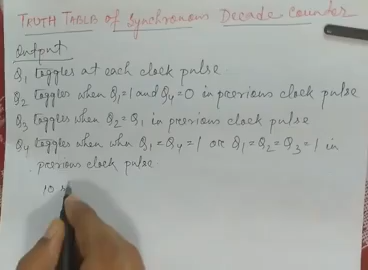 TRUTH TABLE of Synchronous Decade Counter
Output
Q1 toggles at each clock pulse
Q2 toggles when Q1=1 and Q4=0 in previous clock pulse
Q3 toggles when Q2=Q1 in previous clock pulse
Q4 toggles when when Q1=Q4=1 or Q1=Q2=Q3=1 in
previous clock pulse
10